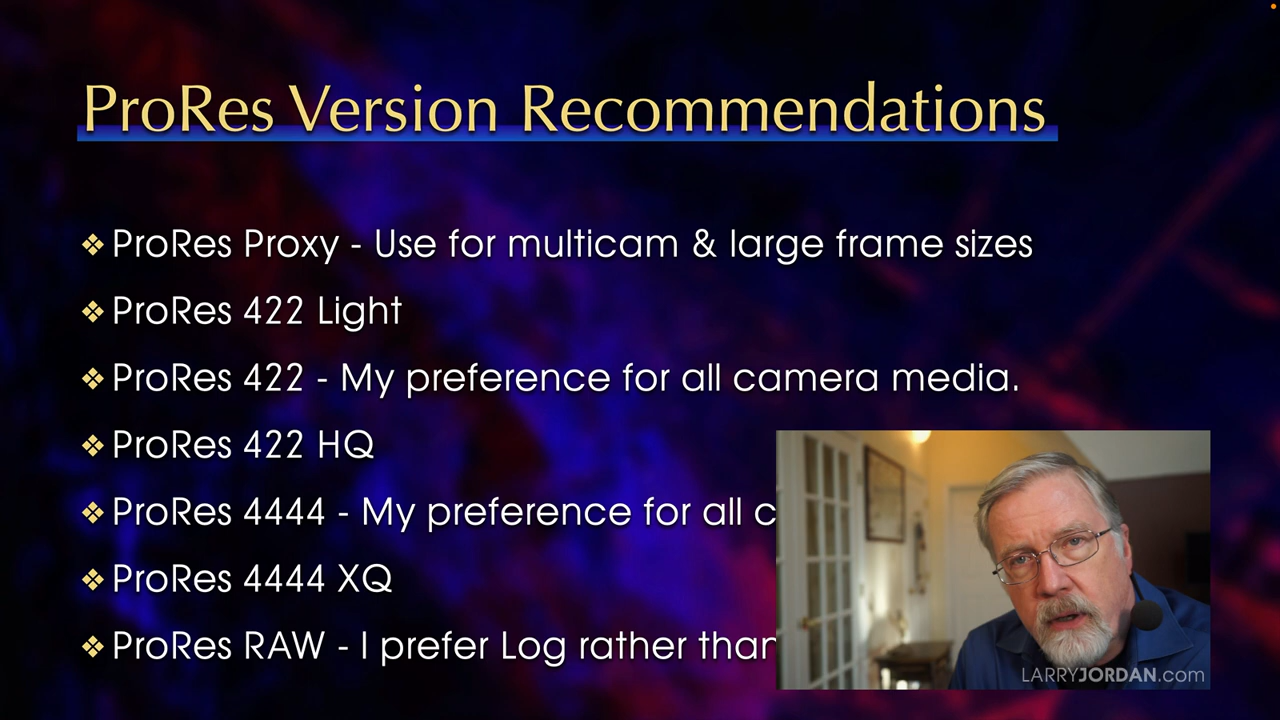 ProRes Version Recommendations
ProRes Proxy - Use for multicam & large frame sizes
ProRes 422 Light
ProRes 422 - My preference for all camera media.
ProRes 422 HQ
ProRes 4444 - My preference for all c
ProRes 4444 XQ
ProRes RAW - I prefer Log rather than
LARRYJORDAN.com